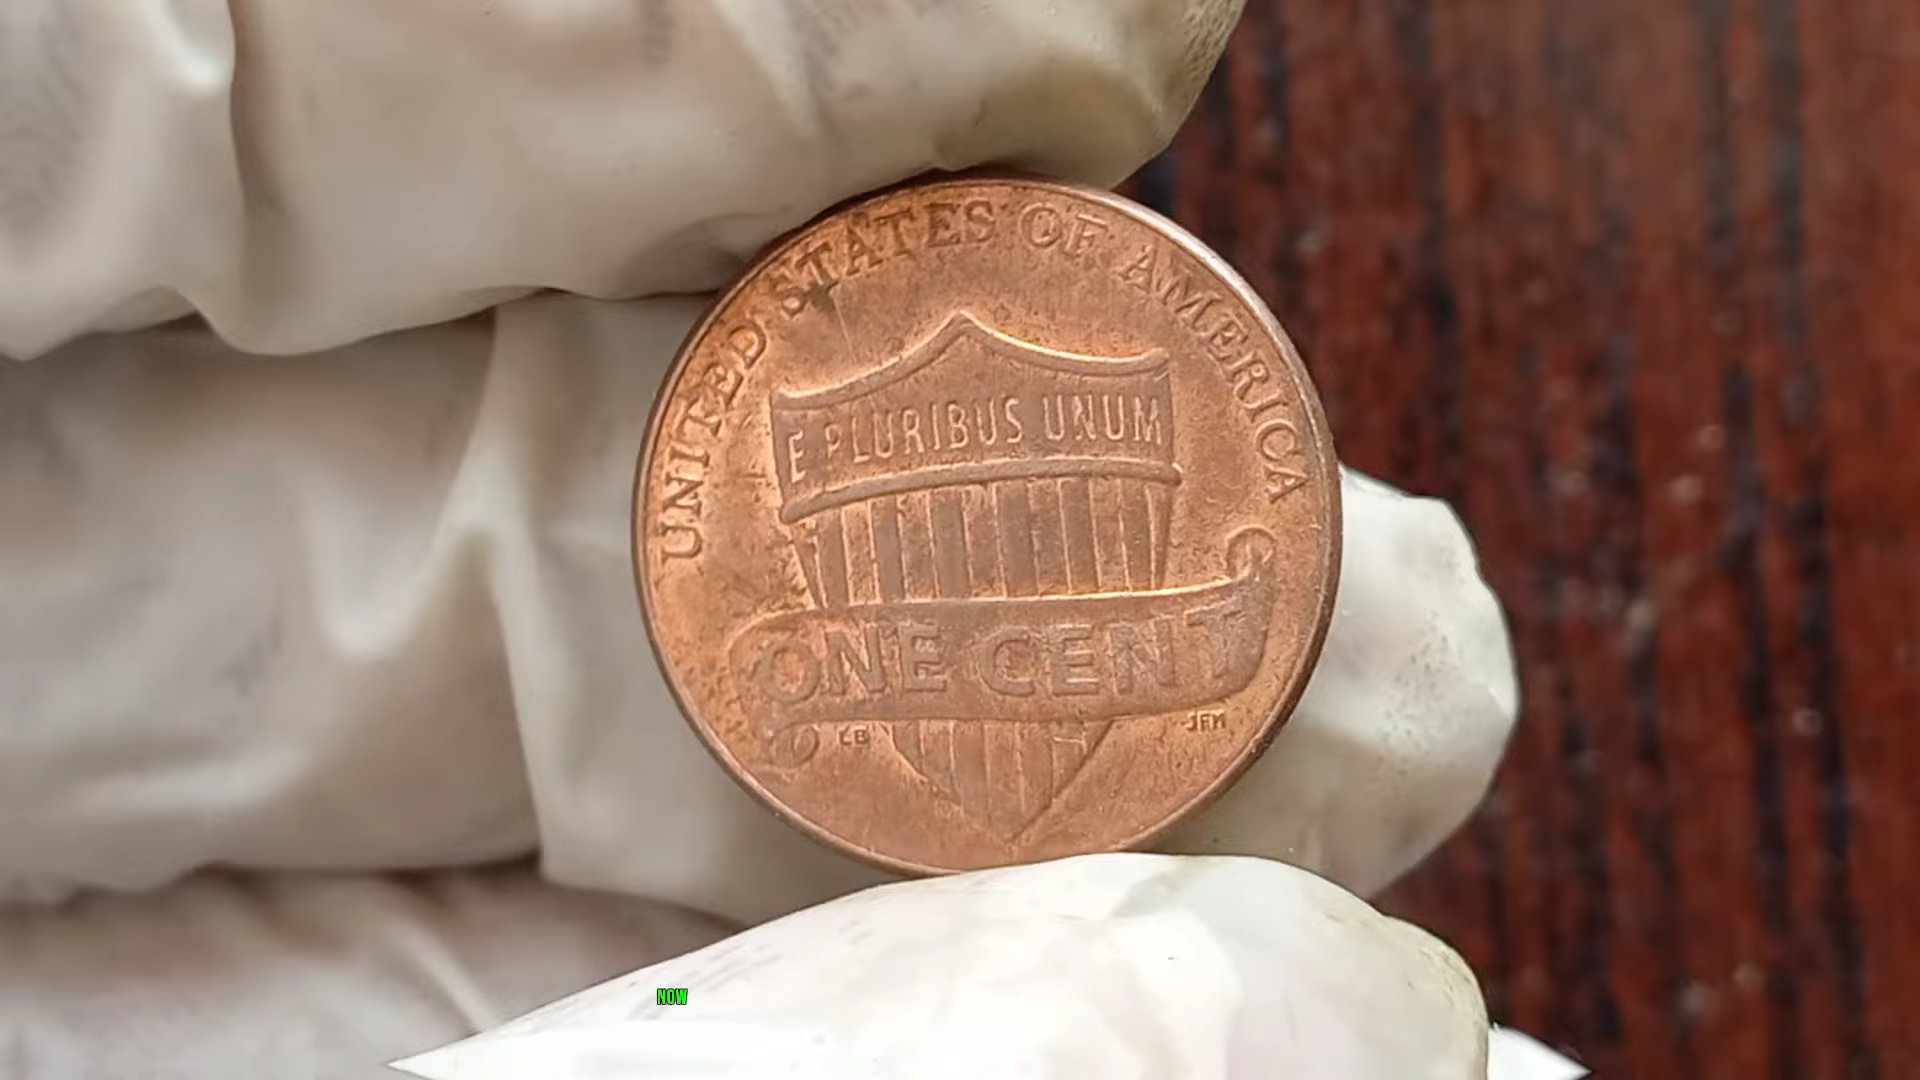 UNITED STATES OF AMERICA
E PLURIBUS UNUM
ONE CENT
LB
JFM
NOW